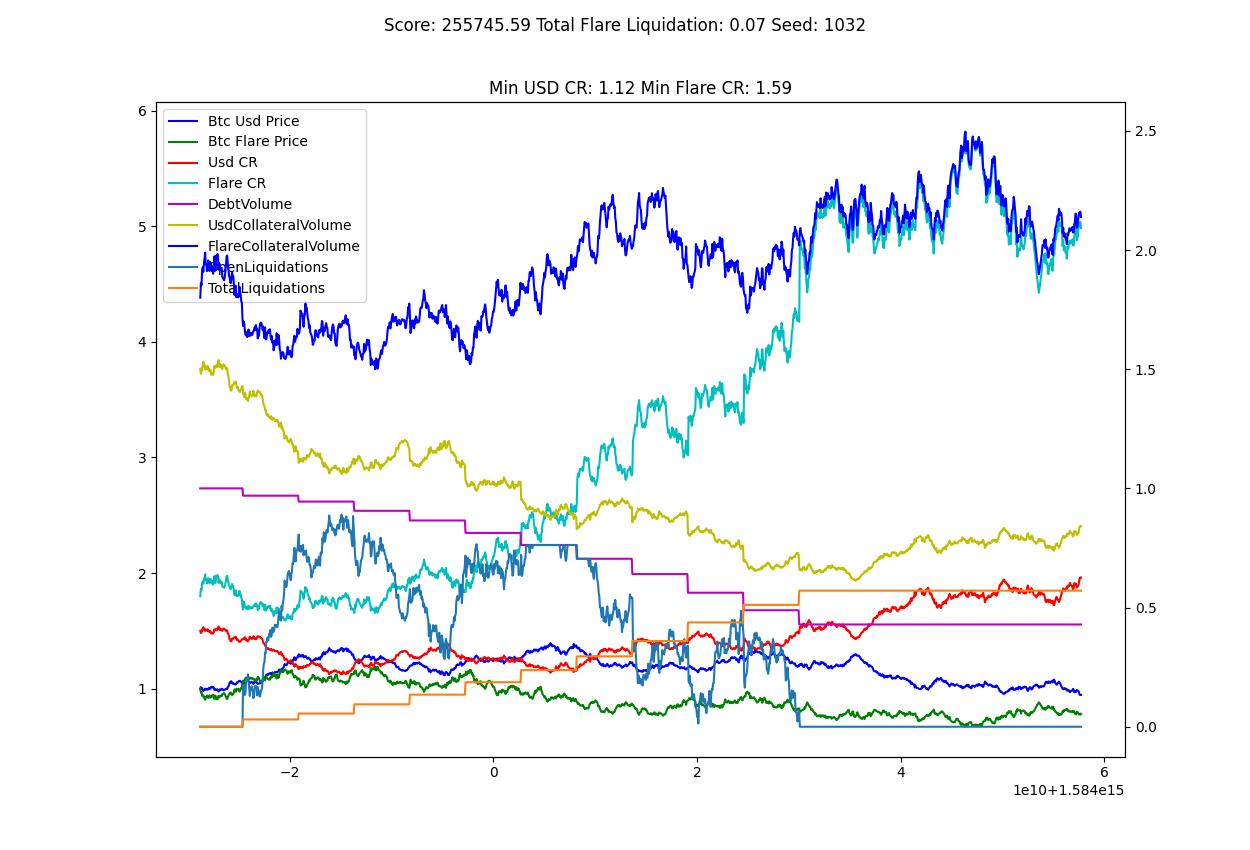 Score: 255745.59 Total Flare Liquidation: 0.07 Seed: 1032
Min USD CR: 1.12 Min Flare CR: 1.59
Btc Usd Price
Btc Flare Price
Usd CR
Flare CR
DebtVolume
UsdCollateralVolume
FlareCollateralVolume
OpenLiquidations
TotalLiquidations
6
5
4
3
2
1
2.5
2.0
1.5
1.0
0.5
0.0
−2
0
2
4
6
1e10+1.584e15